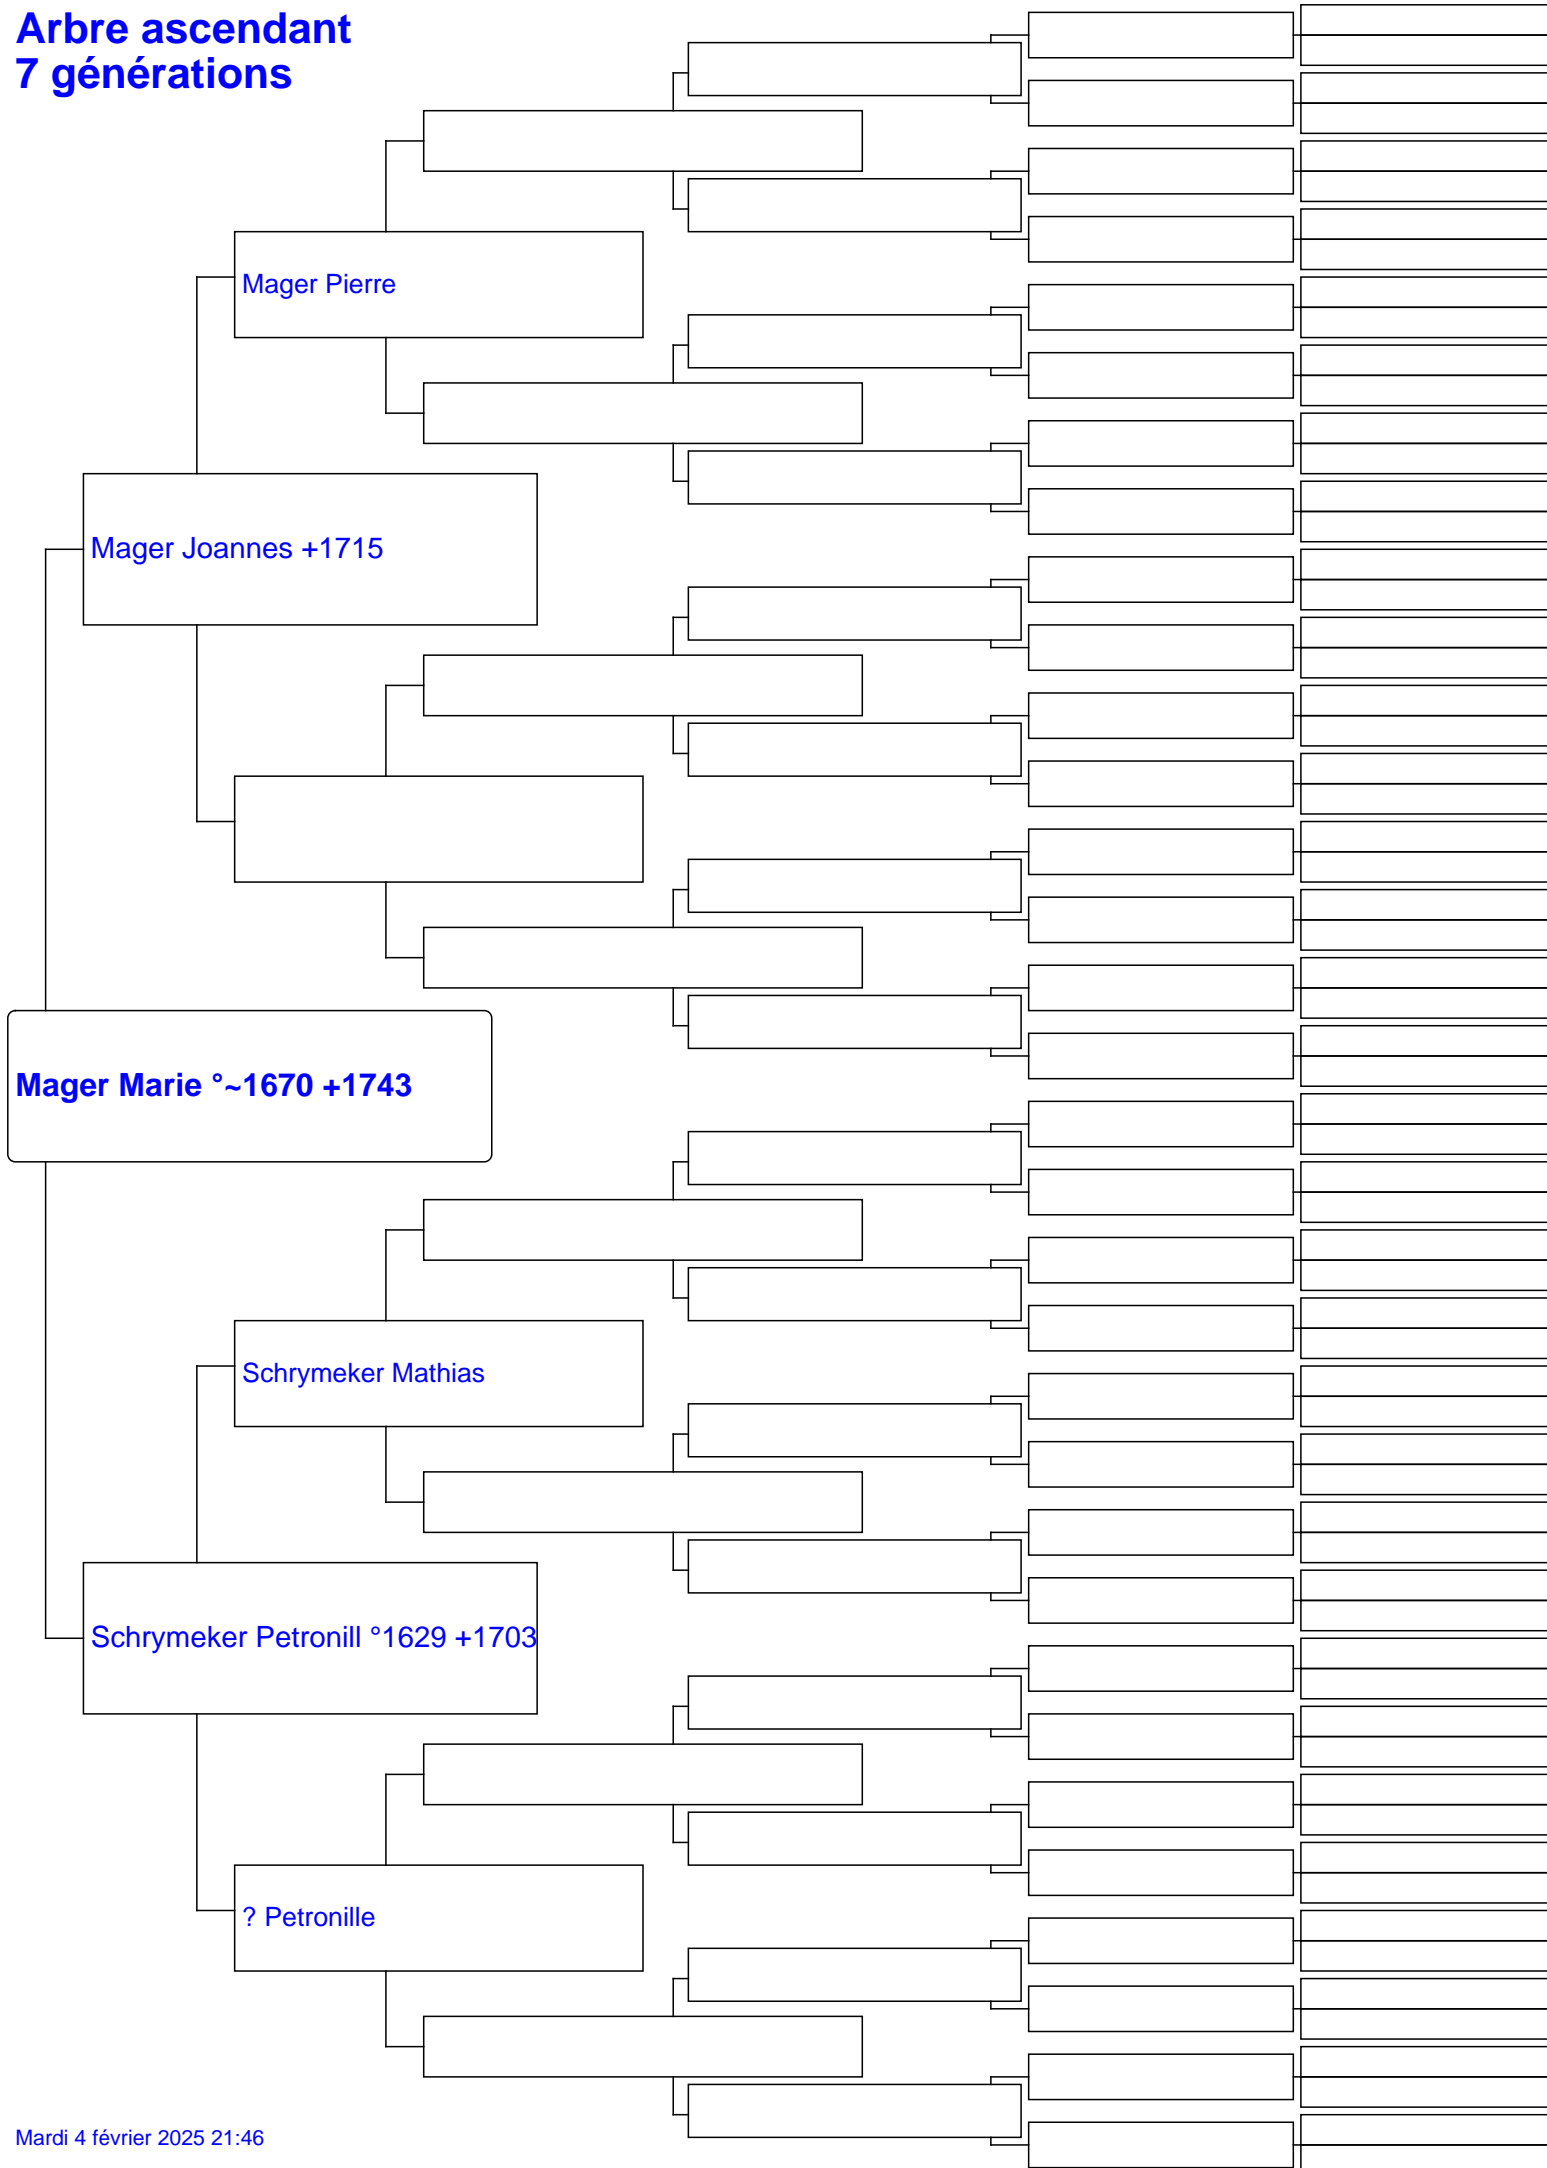 Arbre ascendant
7 générations
Mager Pierre
Mager Joannes +1715
Mager Marie °~1670 +1743
Schrymeker Mathias
Schrymeker Petronill °1629 +1703
? Petronille
Mardi 4 février 2025 21:46